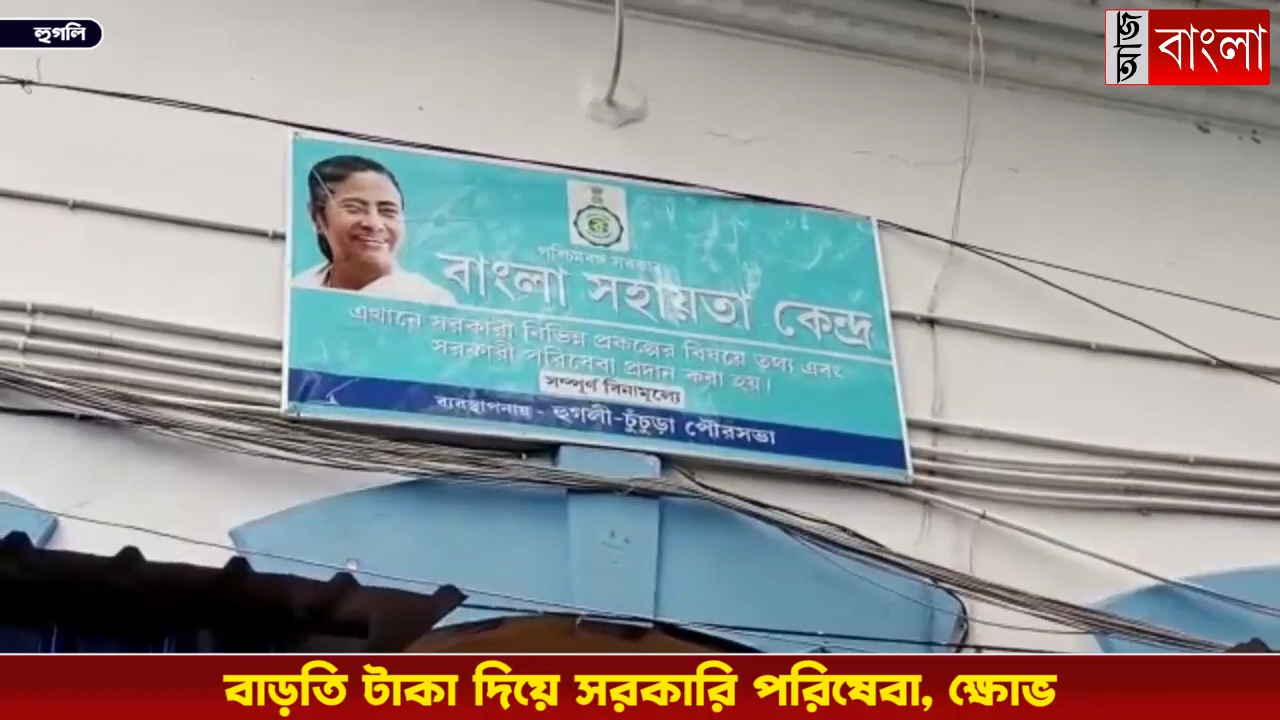 হুগলি
আজ বাংলা
পশ্চিমবঙ্গ সরকার
বাংলা সহায়তা কেন্দ্র
এখানে সরকারী বিভিন্ন প্রকল্পের বিষয়ে তথ্য এবং
সরকারী পরিষেবা প্রদান করা হয়।
সম্পূর্ণ বিনামূল্যে
ব্যবস্থাপনায় - হুগলী-চুঁচুড়া পৌরসভা
বাড়তি টাকা দিয়ে সরকারি পরিষেবা, ক্ষোভ